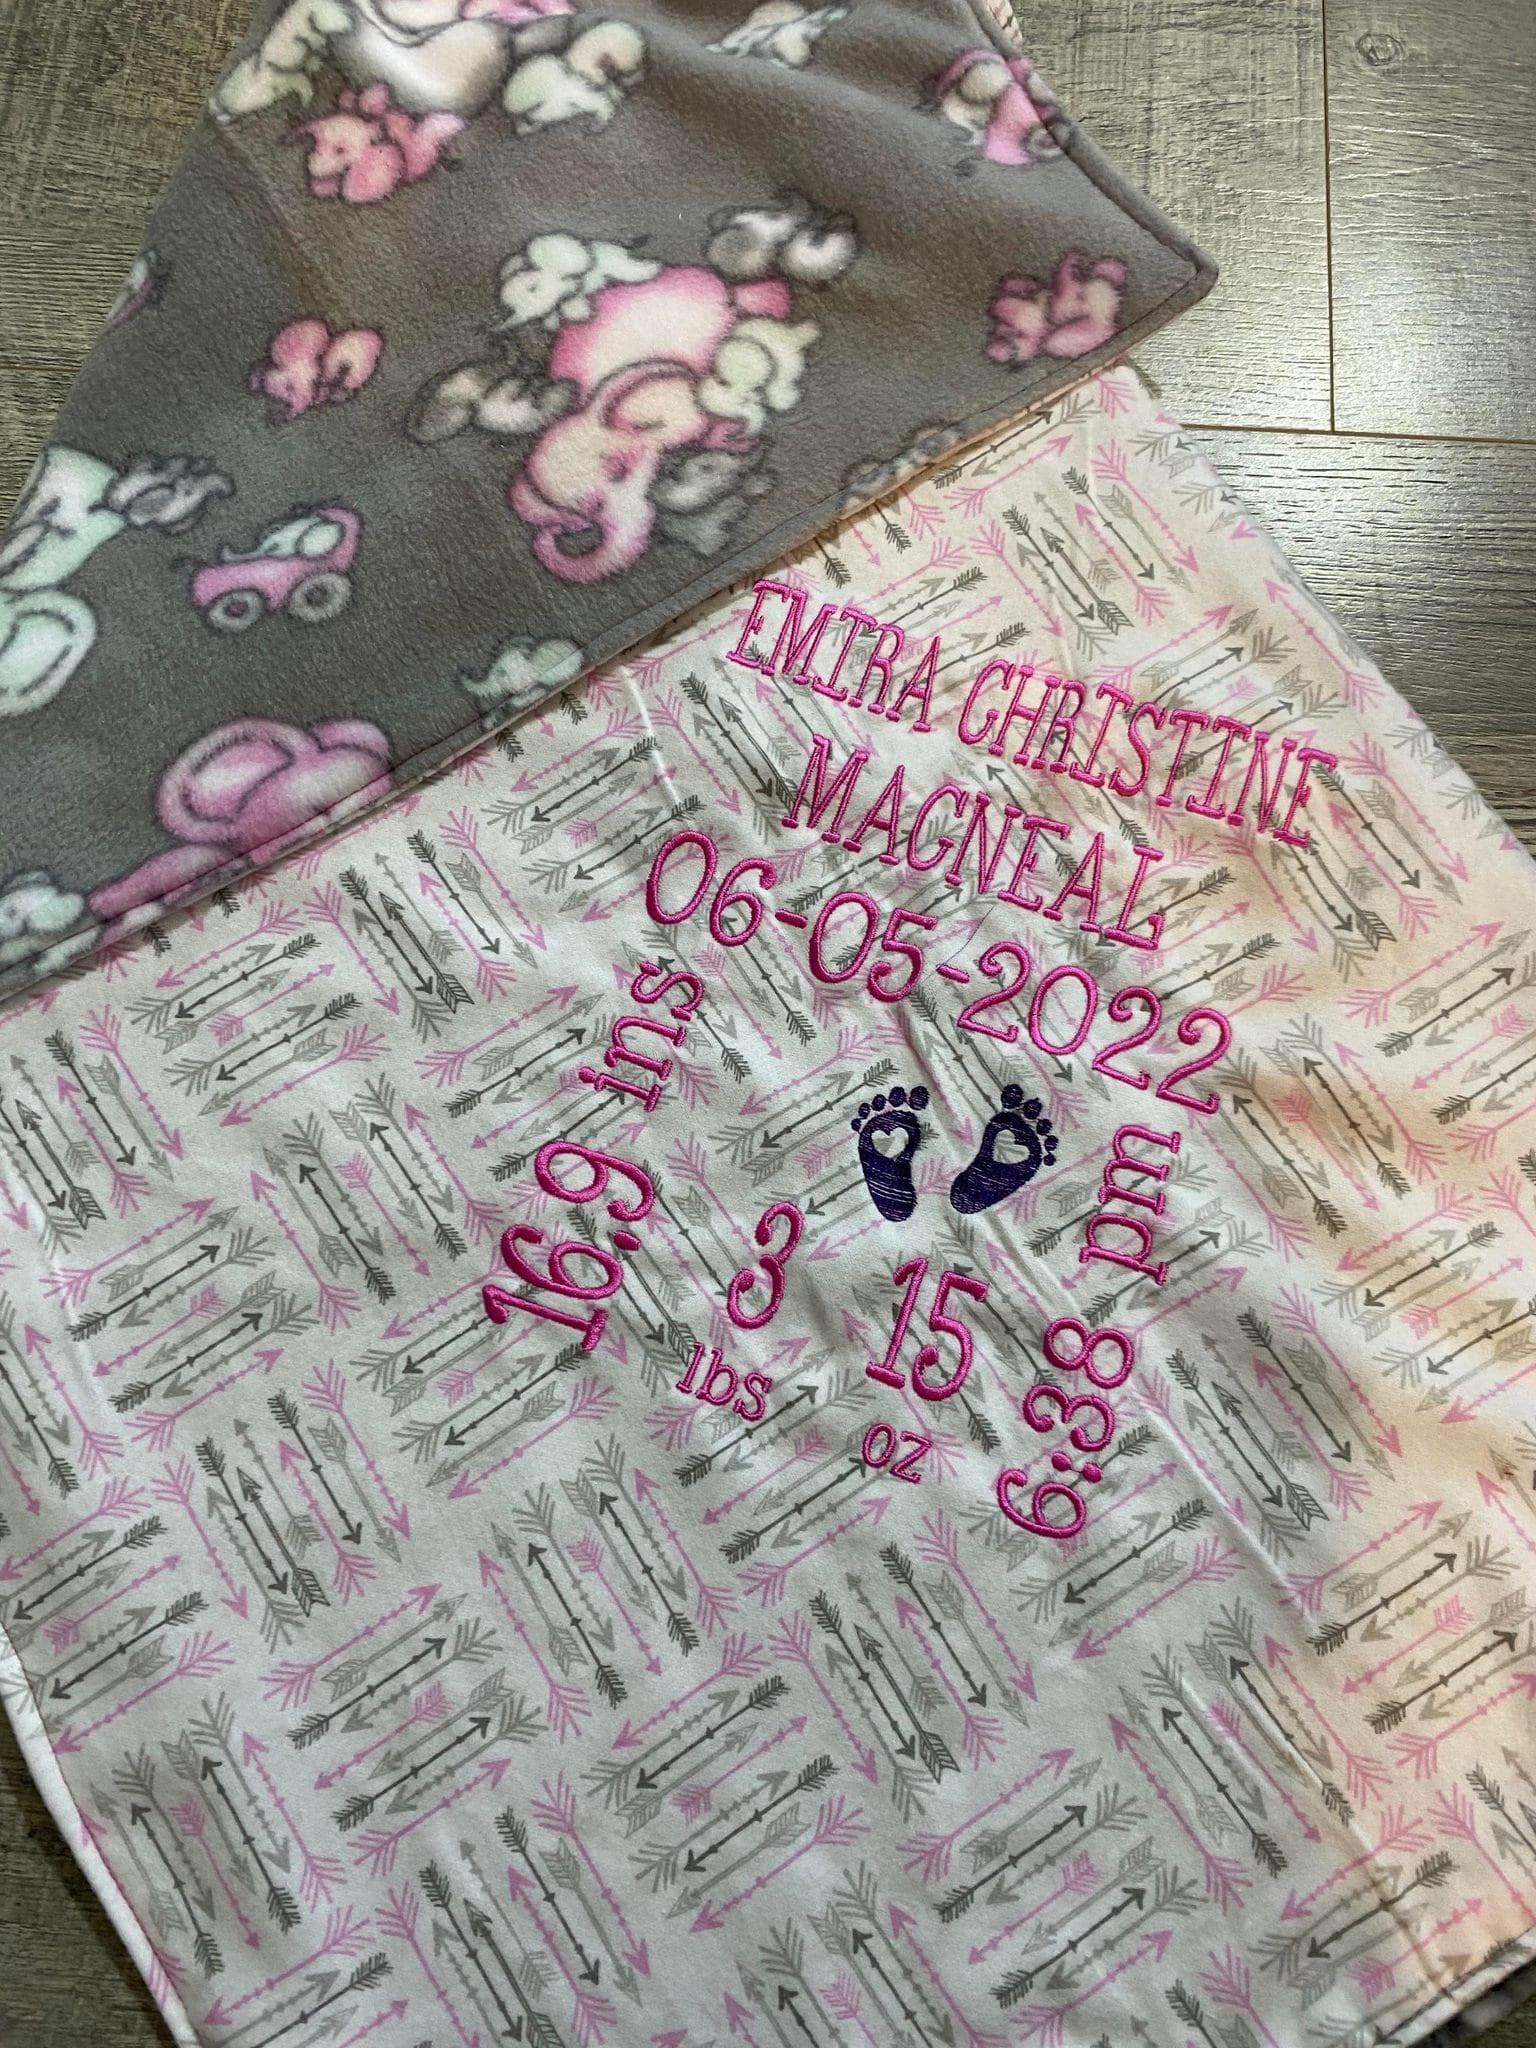 EMIRA CHRISTINE
MAGNEAL
06-05-2022
16.9 ins
3
lbs
15
oz
6:38 pm